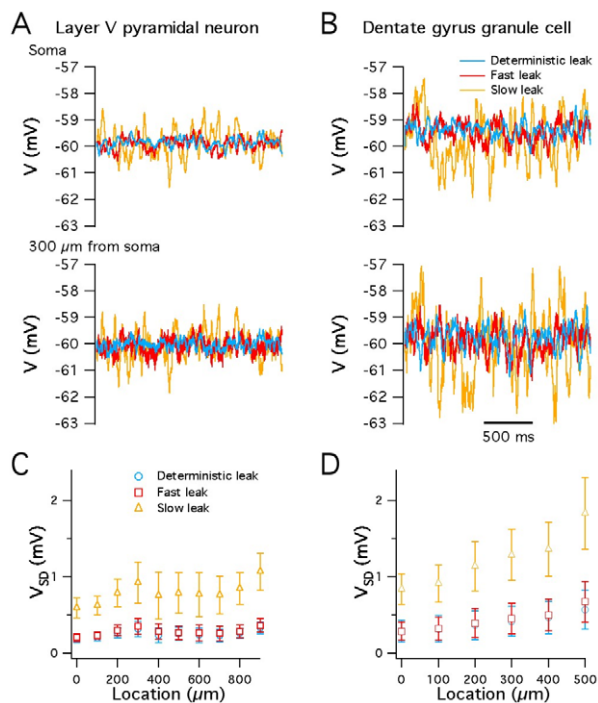 A Layer V pyramidal neuron
B Dentate gyrus granule cell
Soma
Deterministic leak
Fast leak
Slow leak
-57
-58
-59
-60
-61
-62
-63
V (mV)
-57
-58
-59
-60
-61
-62
-63
V (mV)
300 µm from soma
-57
-58
-59
-60
-61
-62
-63
V (mV)
-57
-58
-59
-60
-61
-62
-63
V (mV)
500 ms
C
Deterministic leak
Fast leak
Slow leak
2
1
0
VSD (mV)
0 200 400 600 800
Location (µm)
D
2
1
0
VSD (mV)
0 100 200 300 400 500
Location (µm)